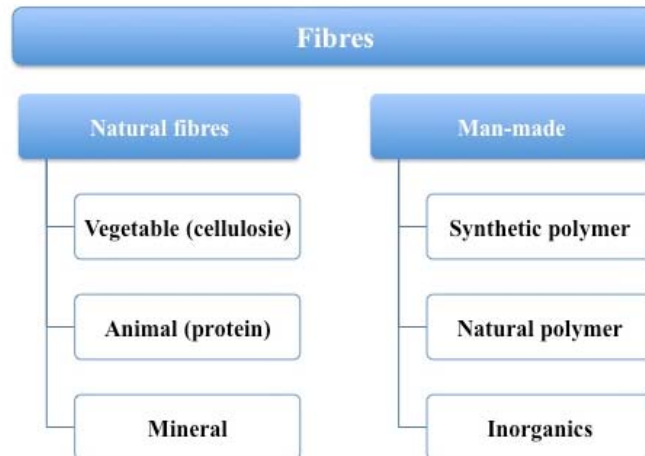 Fibres
Natural fibres
Vegetable (cellulosie)
Animal (protein)
Mineral
Man-made
Synthetic polymer
Natural polymer
Inorganics